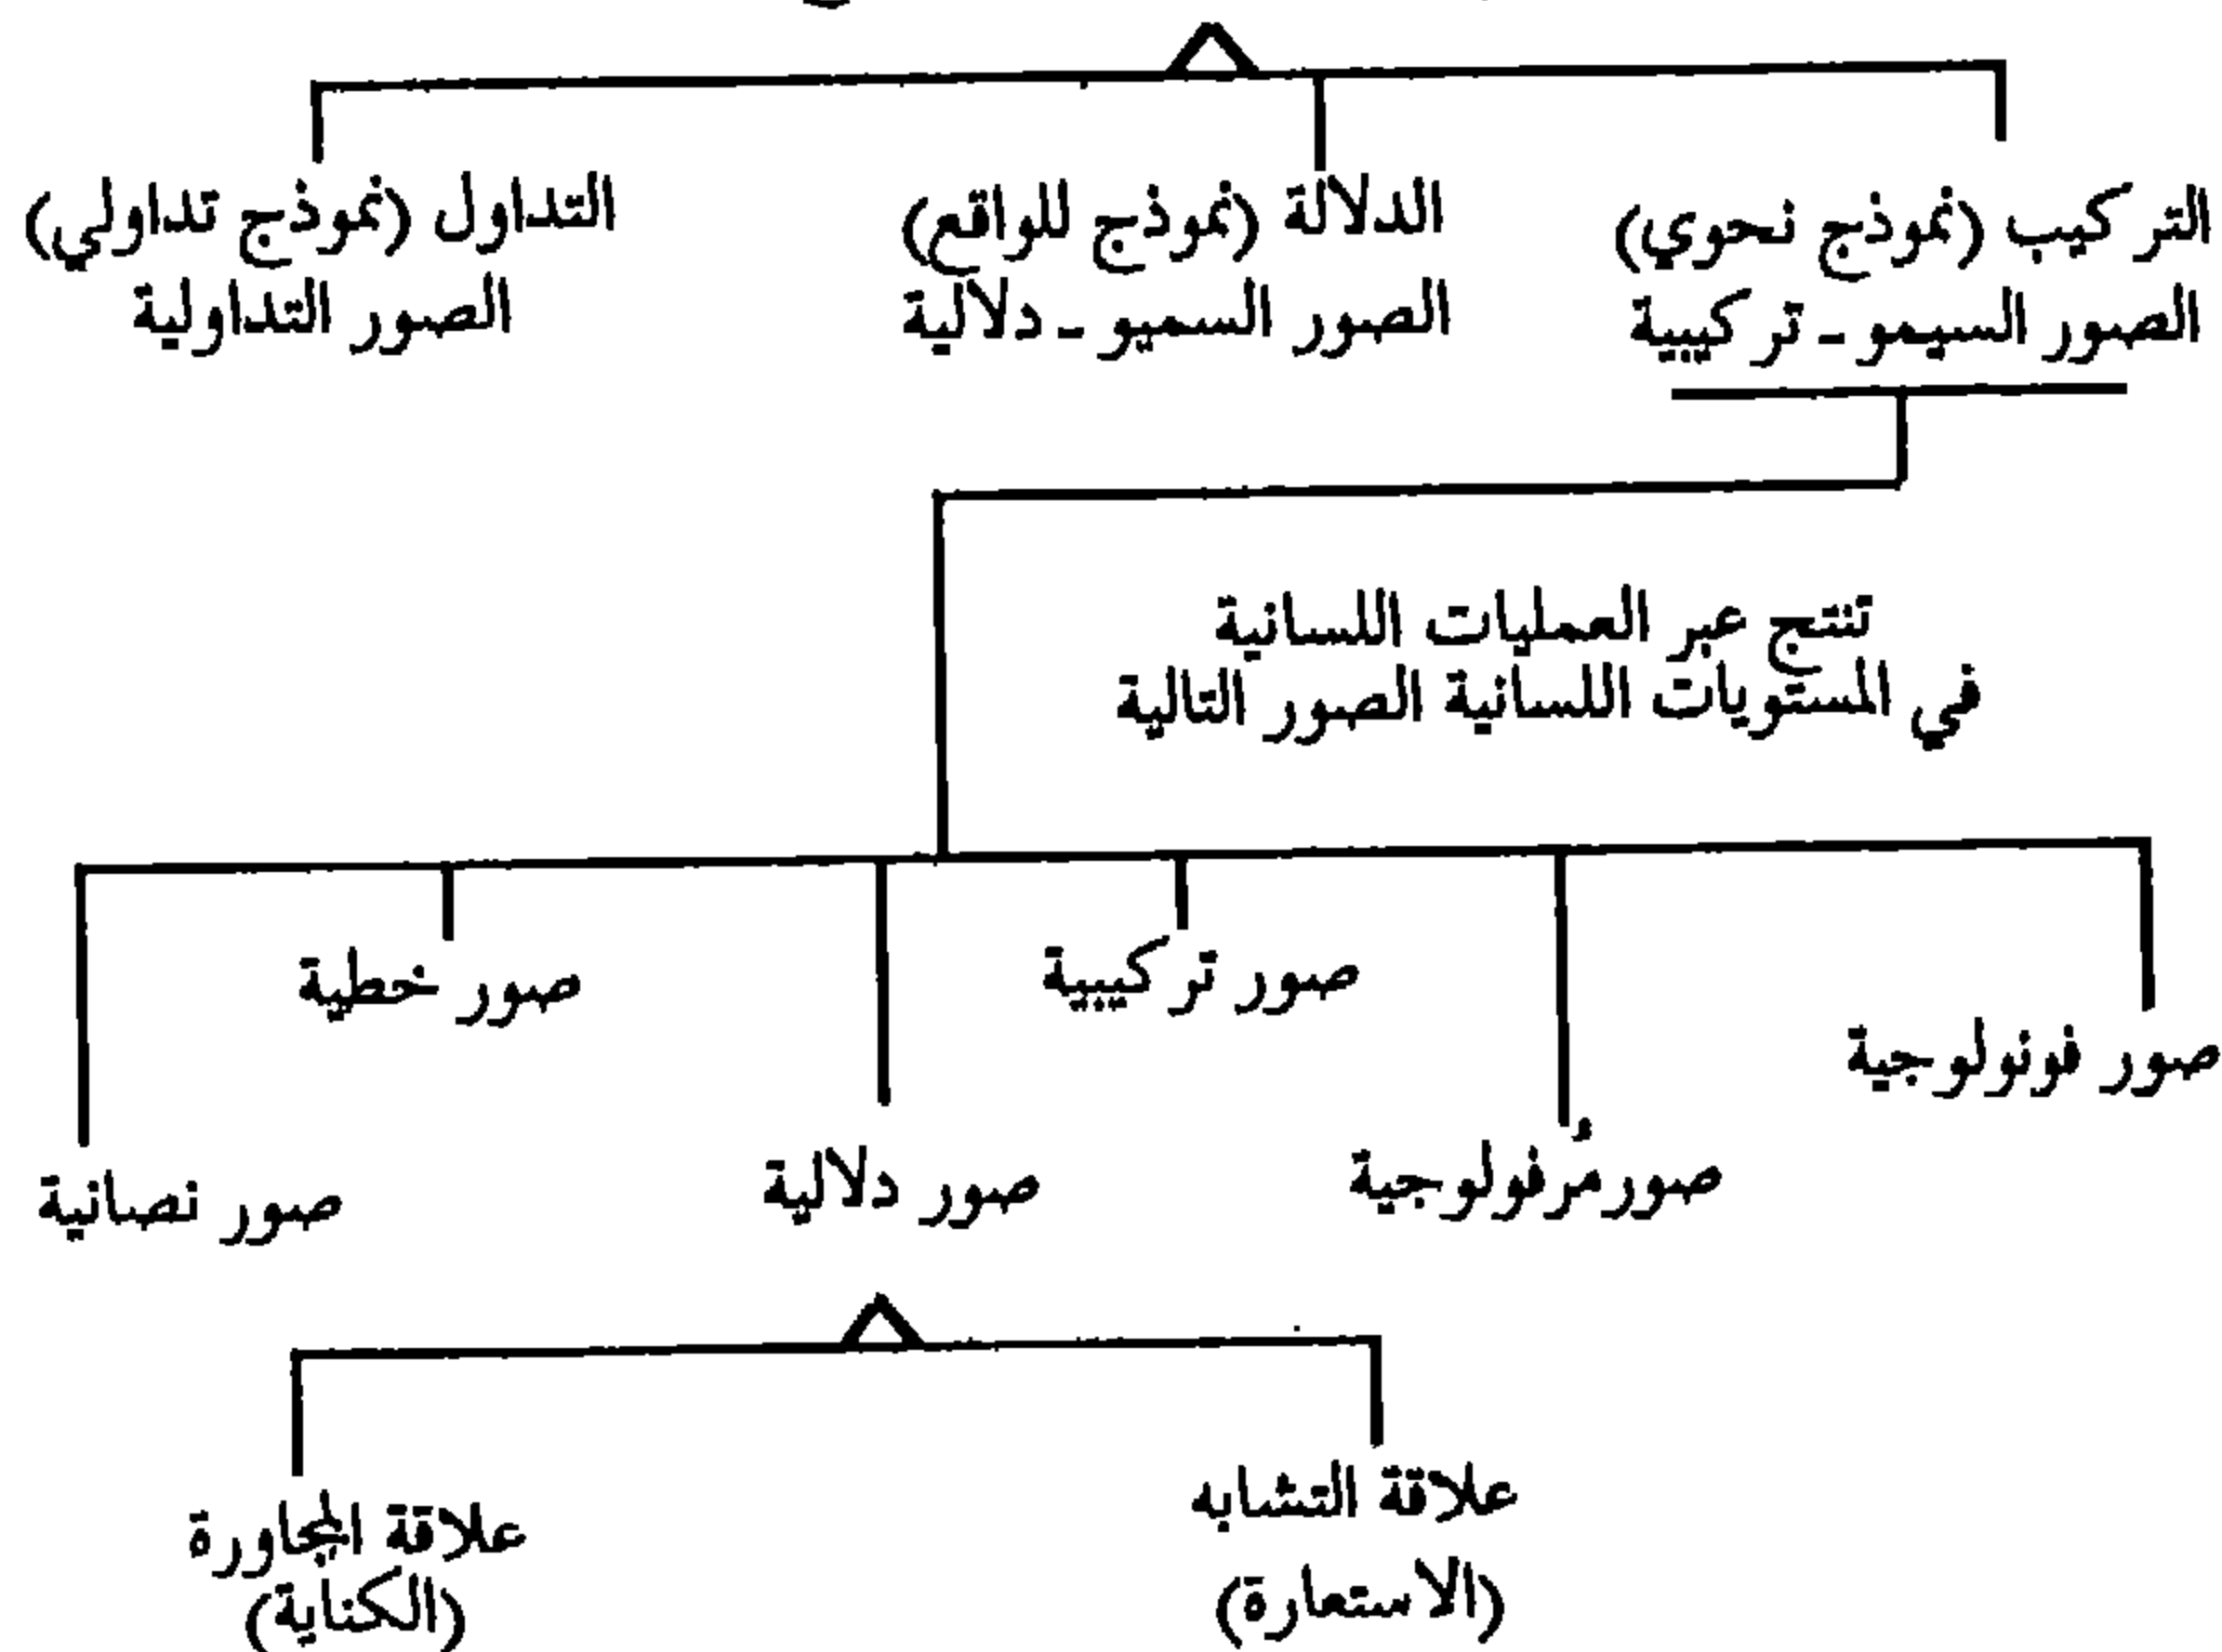 التركيب (نموذج نحوي)
الصور السيمو - تركيبية
الدلالة (نموذج للواقع)
الصور السميو - دلالية
التداول (نموذج تداولي)
الصور التداولية
تنتج عبر العمليات اللسانية
في المستويات اللسانية الصور التالية
صور فونولوجية
صور مُرفولوجية
صور تركيبية
صور دلالية
صور خطية
صور نصانية
علاقة التشابه
(الاستعارة)
علاقة المجاورة
(الكناية)